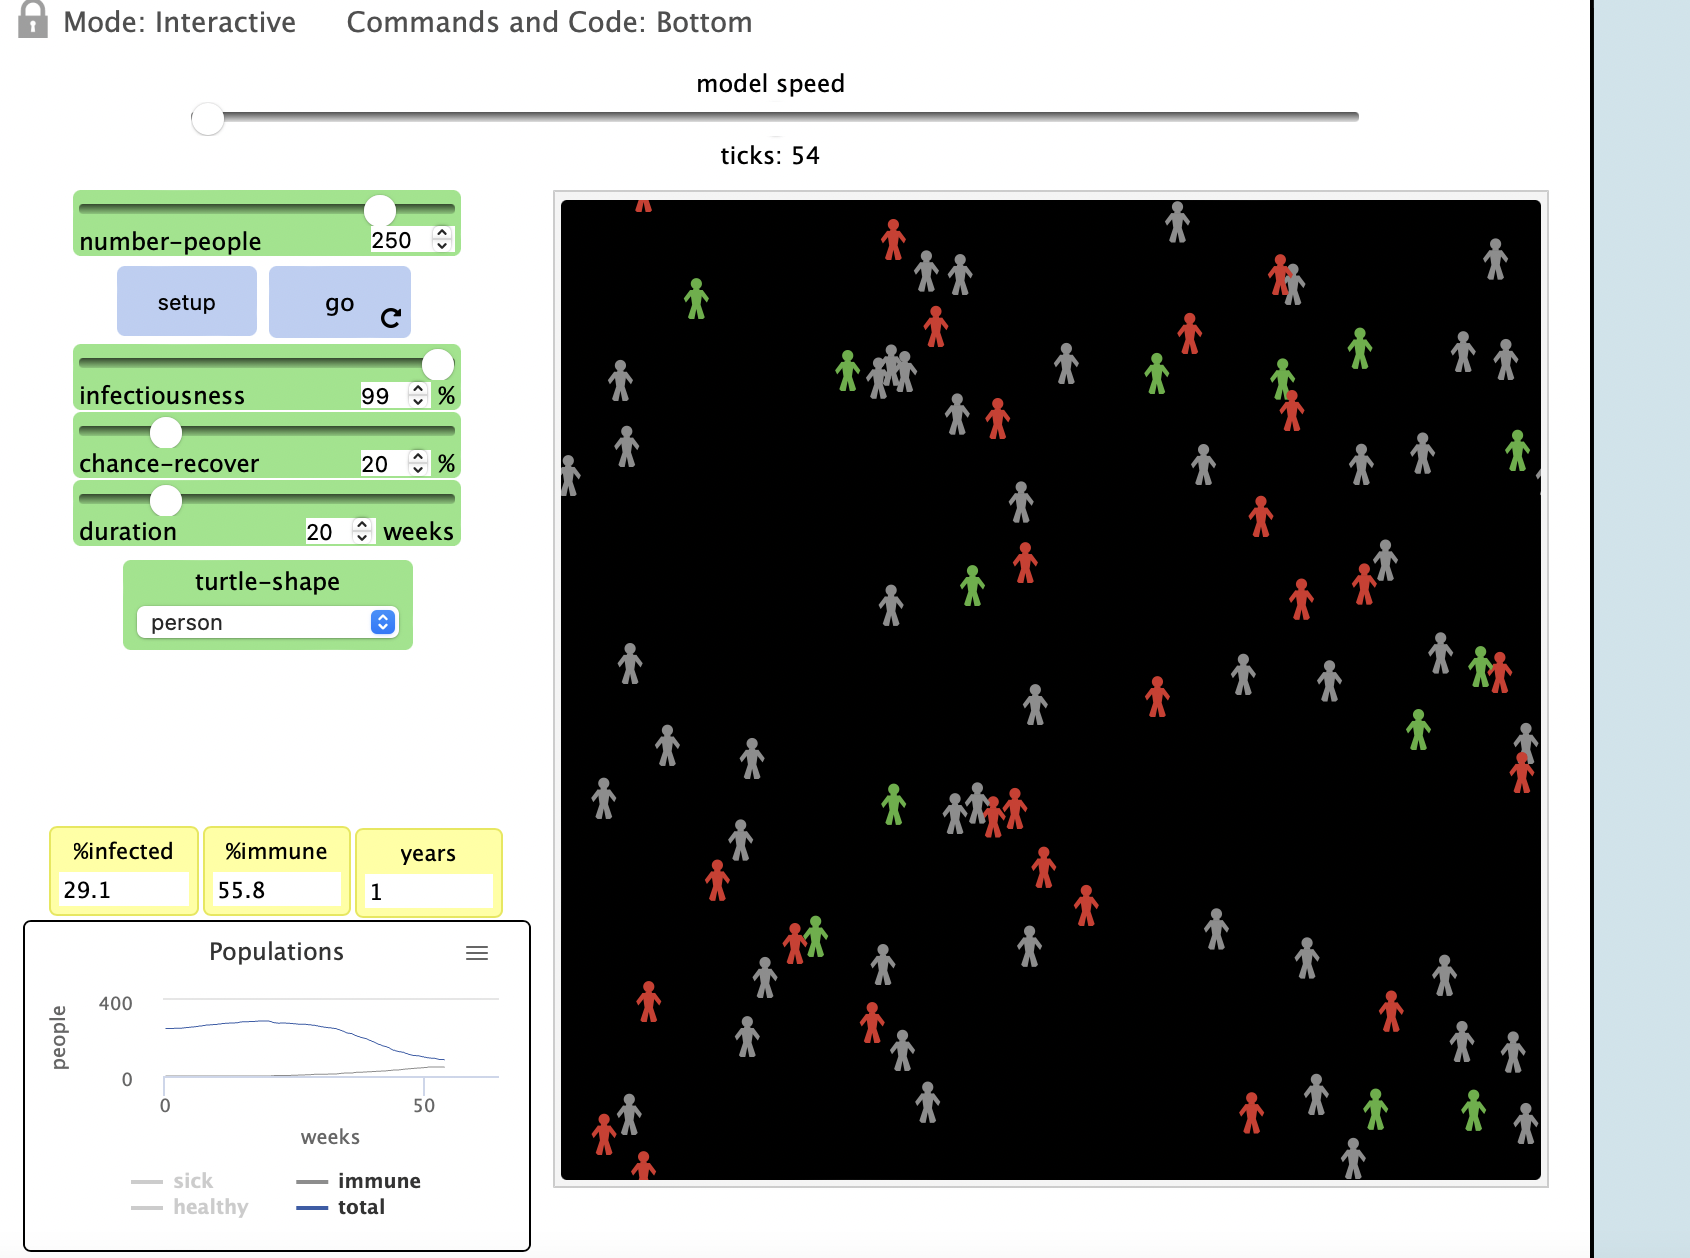 Mode: Interactive Commands and Code: Bottom
model speed
ticks: 54
number-people 250
setup
go
infectiousness 99 %
chance-recover 20 %
duration 20 weeks
turtle-shape
person
%infected
29.1
%immune
55.8
years
1
Populations
people
400
0
0 50
weeks
sick immune
healthy total